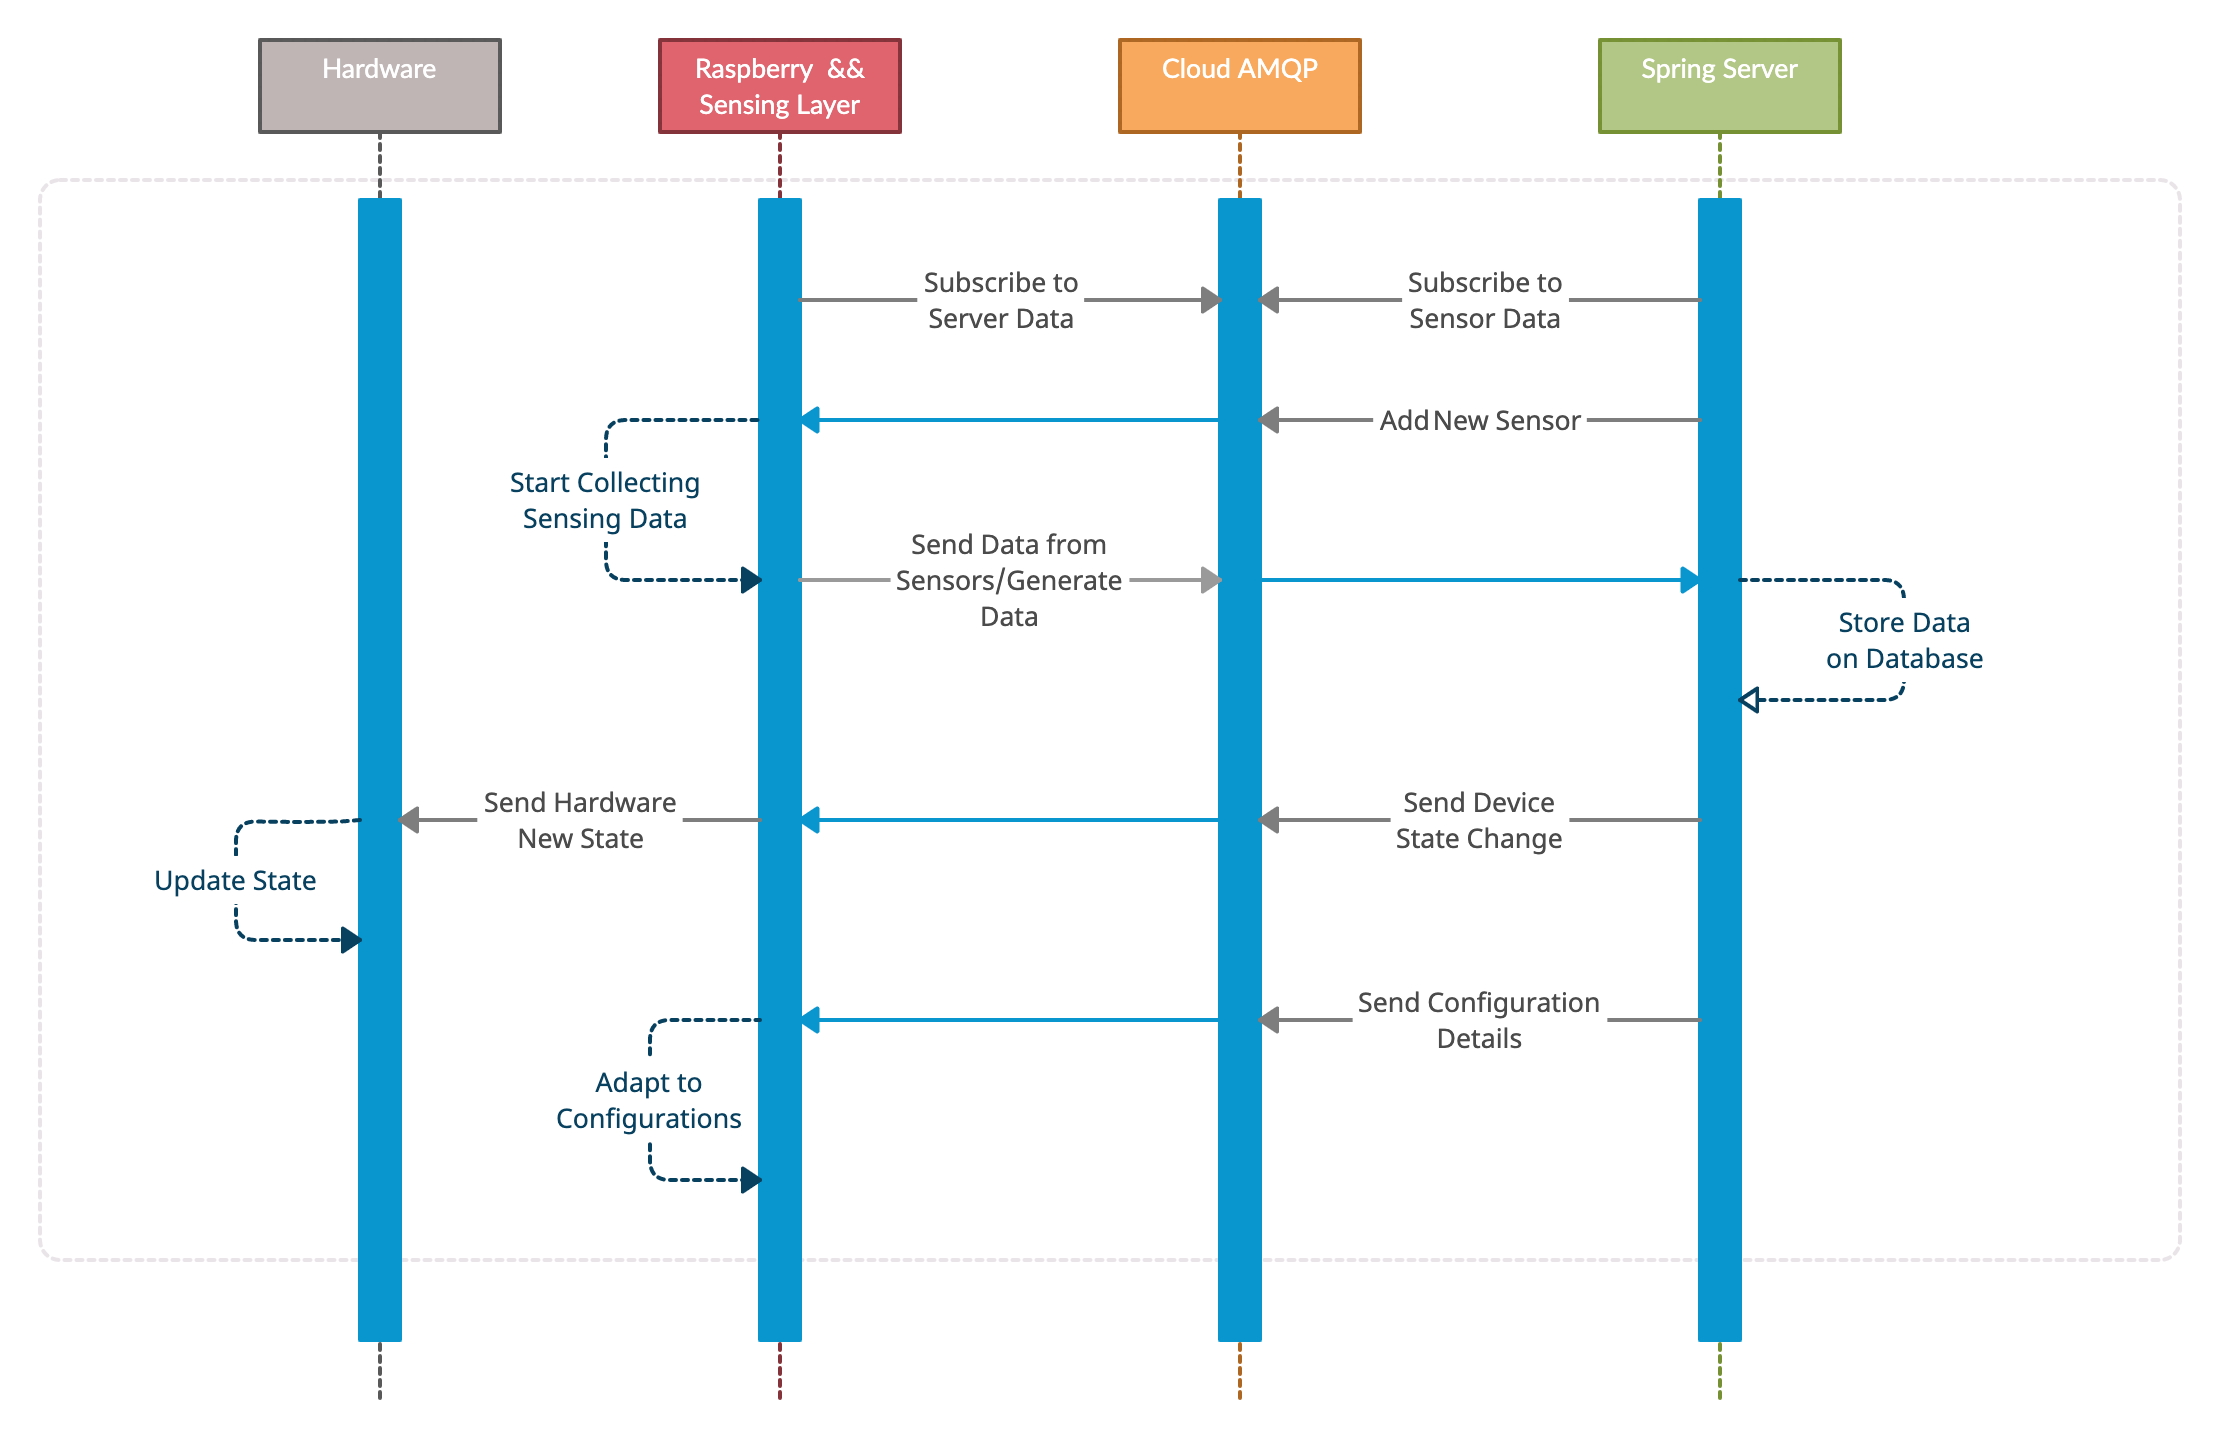 Hardware
Raspberry  &&
Sensing Layer
Cloud AMQP
Spring Server
Subscribe to
Server Data
Subscribe to
Sensor Data
Add New Sensor
Start Collecting
Sensing Data
Send Data from
Sensors/Generate
Data
Store Data
on Database
Send Hardware
New State
Send Device
State Change
Update State
Send Configuration
Details
Adapt to
Configurations